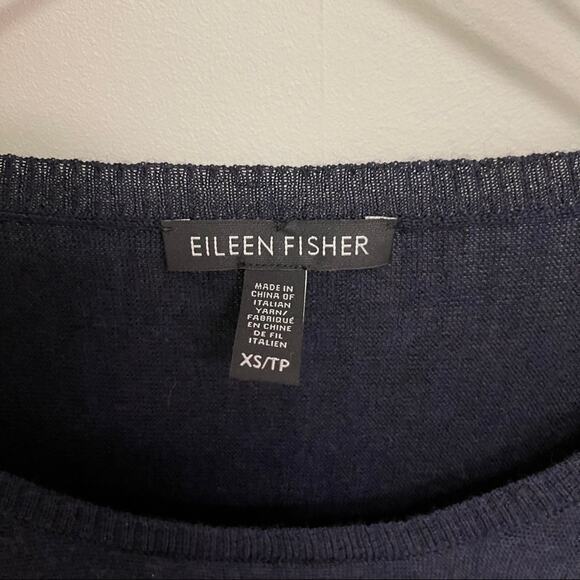 EILEEN FISHER
MADE IN
CHINA OF
ITALIAN
YARN/
FABRIQUÉ
EN CHINE
DE FIL
ITALIEN
XS/TP